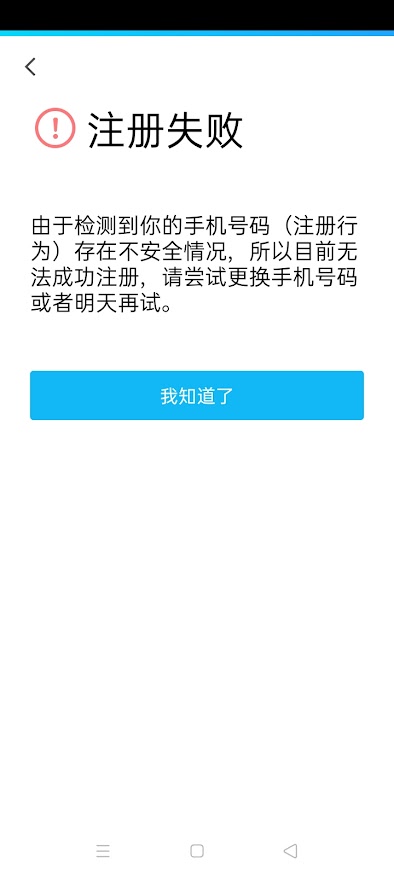 注册失败
由于检测到你的手机号码（注册行
为）存在不安全情况，所以目前无
法成功注册，请尝试更换手机号码
或者明天再试。
我知道了